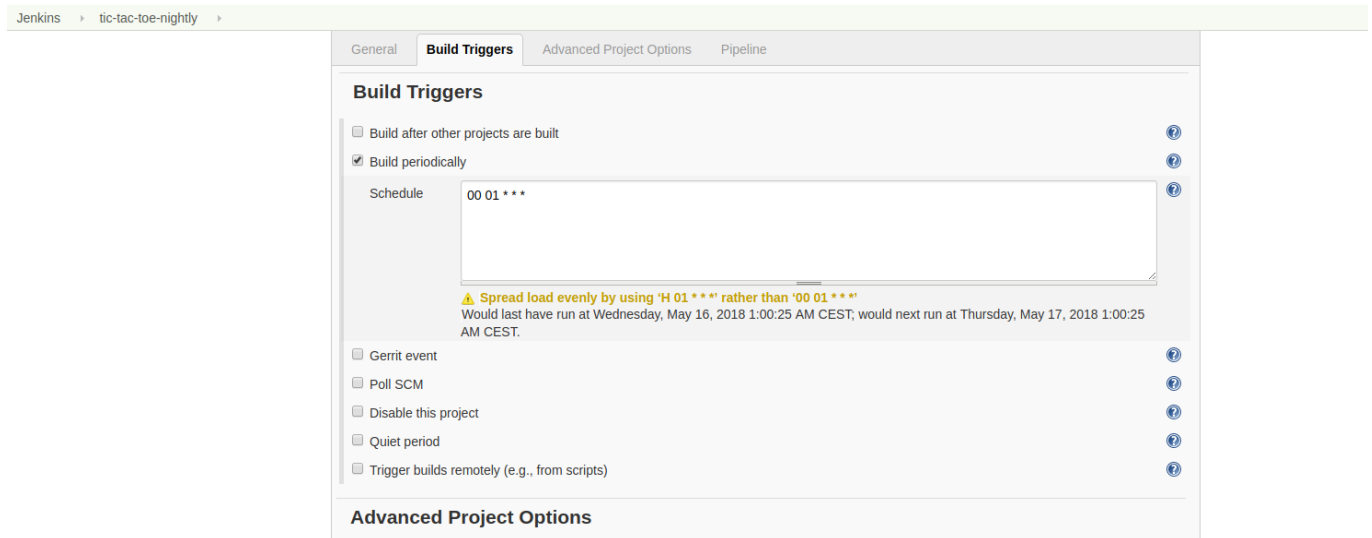 Jenkins tic-tac-toe-nightly
General Build Triggers Advanced Project Options Pipeline
Build Triggers
Build after other projects are built
Build periodically
Schedule 00 01 * * *
Spread load evenly by using ‘H 01 * * *’ rather than ‘00 01 * * *’
Would last have run at Wednesday, May 16, 2018 1:00:25 AM CEST; would next run at Thursday, May 17, 2018 1:00:25
AM CEST.
Gerrit event
Poll SCM
Disable this project
Quiet period
Trigger builds remotely (e.g., from scripts)
Advanced Project Options